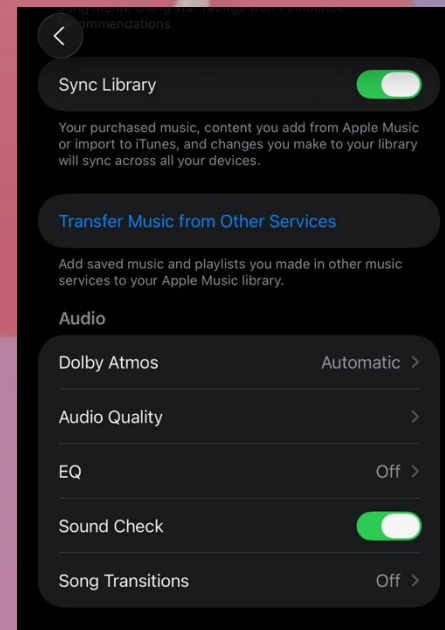 recommendations.
Sync Library
Your purchased music, content you add from Apple Music
or import to iTunes, and changes you make to your library
will sync across all your devices.
Transfer Music from Other Services
Add saved music and playlists you made in other music
services to your Apple Music library.
Audio
Dolby Atmos Automatic
Audio Quality
EQ Off
Sound Check
Song Transitions Off